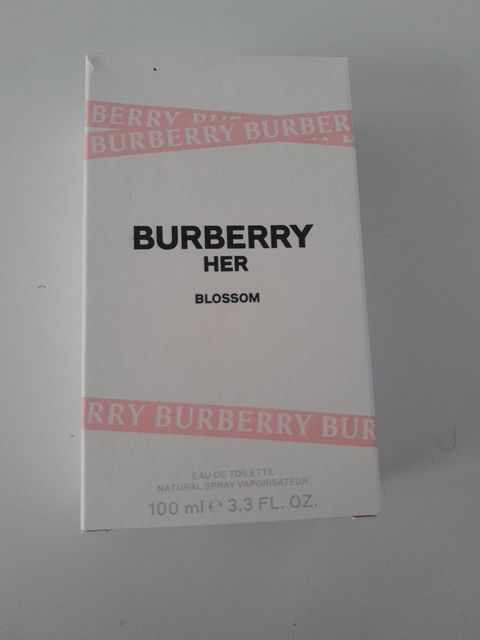 BERRY
BURBERRY BURBER
BURBERRY
HER
BLOSSOM
RRY BURBERRY BUR
EAU DE TOILETTE
NATURAL SPRAY VAPORISATEUR
100 ml ℮ 3.3 FL. OZ.